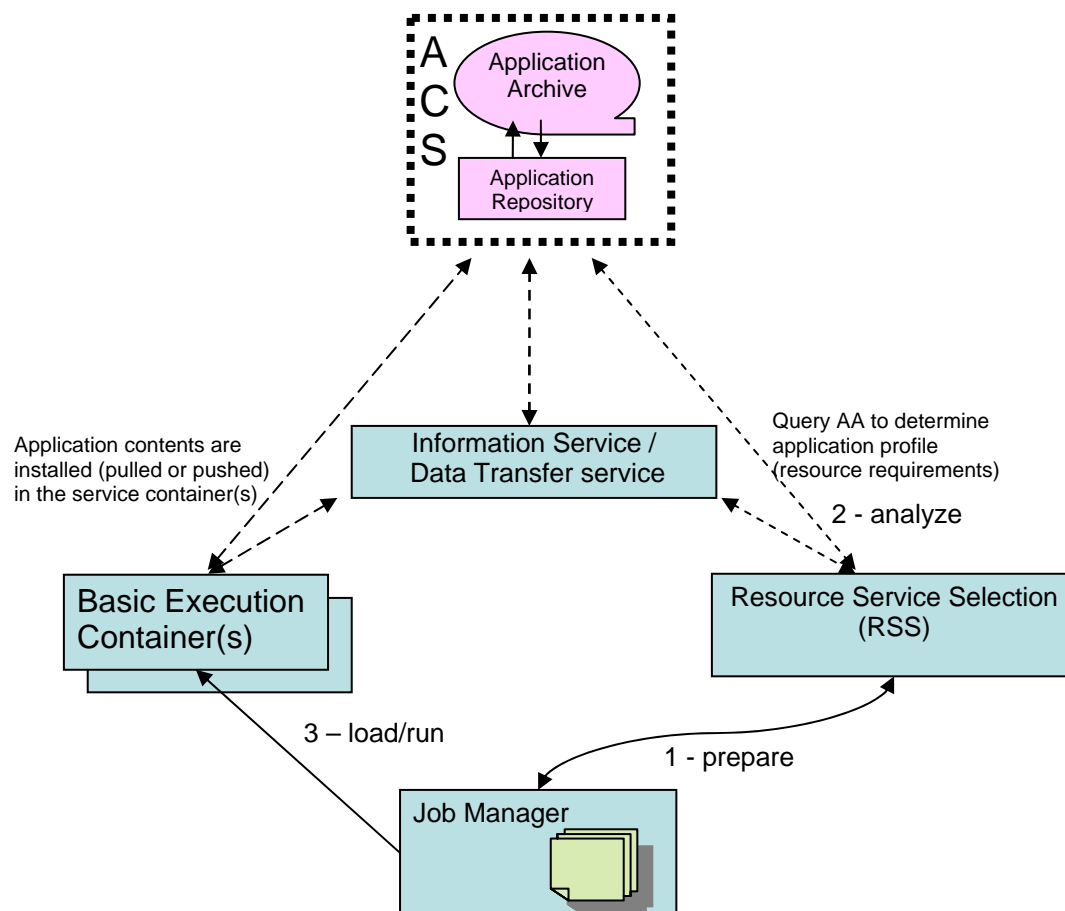 A
C
S
Application
Archive
Application
Repository
Application contents are
installed (pulled or pushed)
in the service container(s)
Information Service /
Data Transfer service
Query AA to determine
application profile
(resource requirements)
2 - analyze
Basic Execution
Container(s)
Resource Service Selection
(RSS)
3 – load/run
1 - prepare
Job Manager